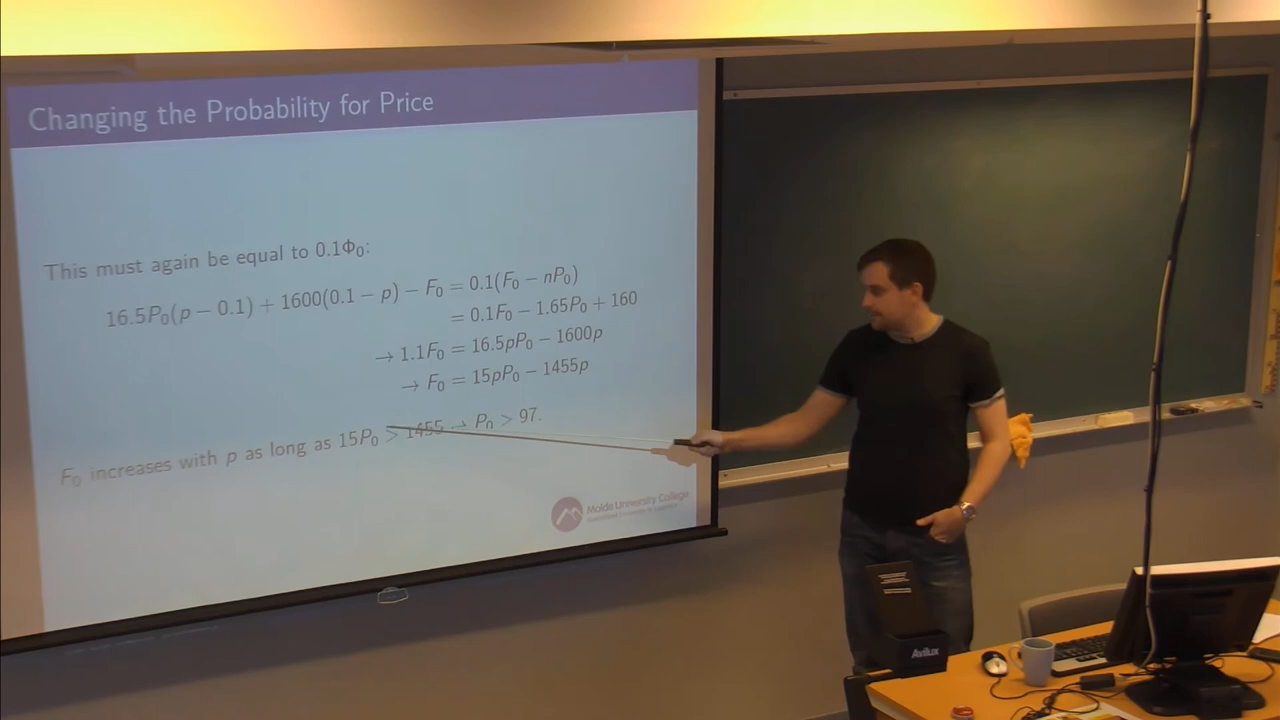 Changing the Probability for Price
This must again be equal to 0.1Φ₀:
16.5P₀(p − 0.1) + 1600(0.1 − p) − F₀ = 0.1(F₀ − nP₀)
= 0.1F₀ − 1.65P₀ + 160
→ 1.1F₀ = 16.5pP₀ − 1600p
→ F₀ = 15pP₀ − 1455p
F₀ increases with p as long as 15P₀ > 1455 → P₀ > 97.
Molde University College
Avilux